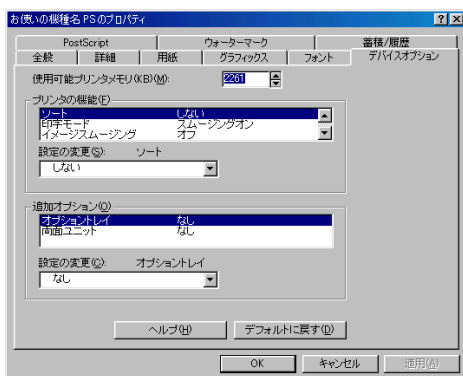 お使いの機種名 PSのプロパティ
PostScript ウォーターマーク 蓄積/履歴
全般 詳細 用紙 グラフィックス フォント デバイスオプション
使用可能プリンタメモリ(KB)(M): 2261
プリンタの機能(F)
ソート しない
印字モード スムージングオン
イメージスムージング オフ
設定の変更(S): ソート
しない
追加オプション(O)
オプショントレイ なし
両面ユニット なし
設定の変更(C): オプショントレイ
なし
ヘルプ(H) デフォルトに戻す(D)
OK キャンセル 適用(A)